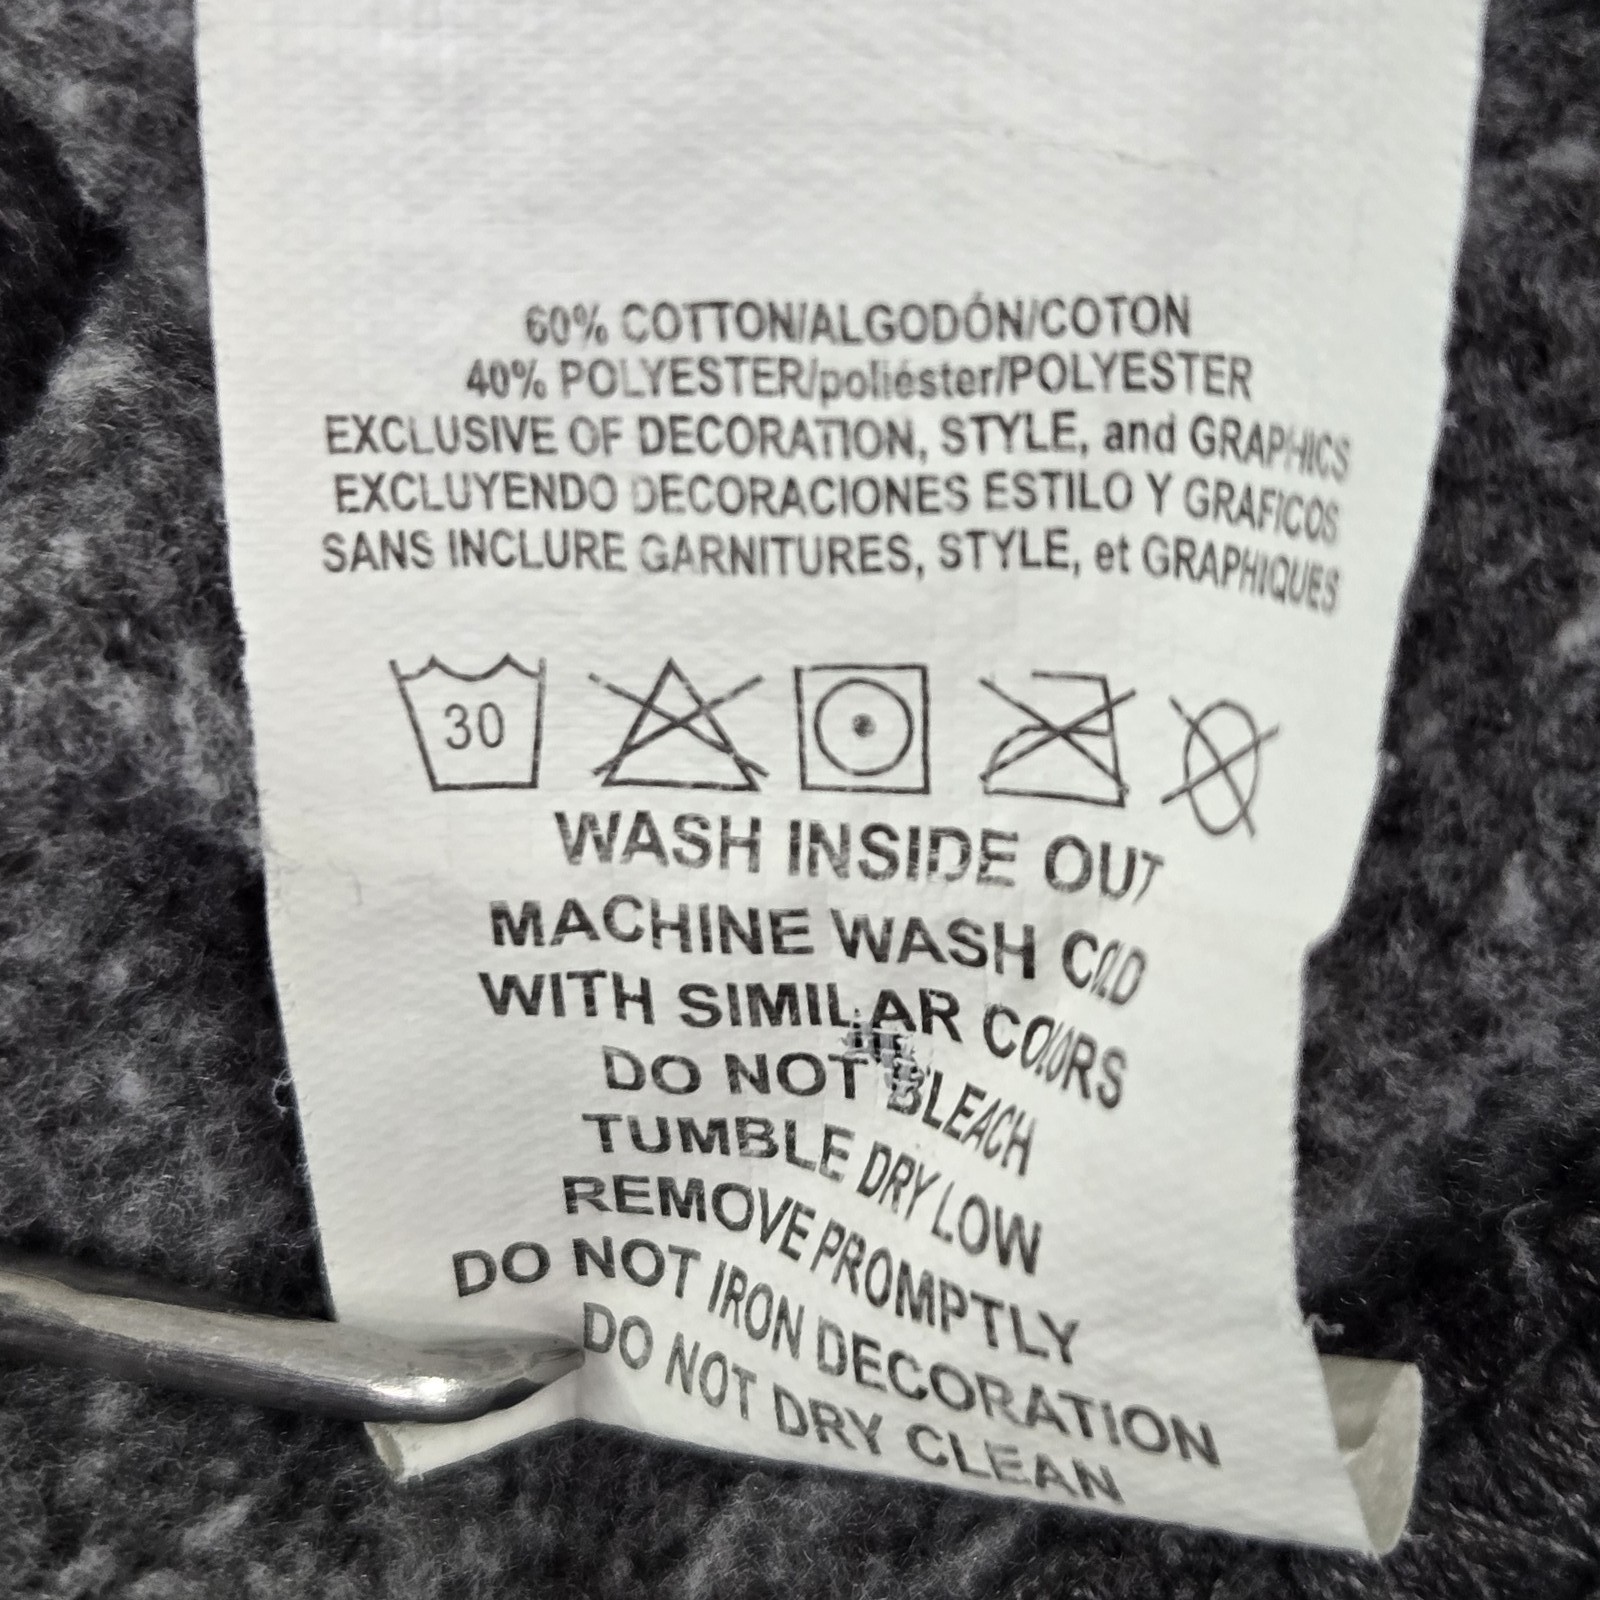 60% COTTON/ALGODÓN/COTON
40% POLYESTER/poliéster/POLYESTER
EXCLUSIVE OF DECORATION, STYLE, and GRAPHICS
EXCLUYENDO DECORACIONES ESTILO Y GRAFICOS
SANS INCLURE GARNITURES, STYLE, et GRAPHIQUES
30
WASH INSIDE OUT
MACHINE WASH COLD
WITH SIMILAR COLORS
DO NOT BLEACH
TUMBLE DRY LOW
REMOVE PROMPTLY
DO NOT IRON DECORATION
DO NOT DRY CLEAN